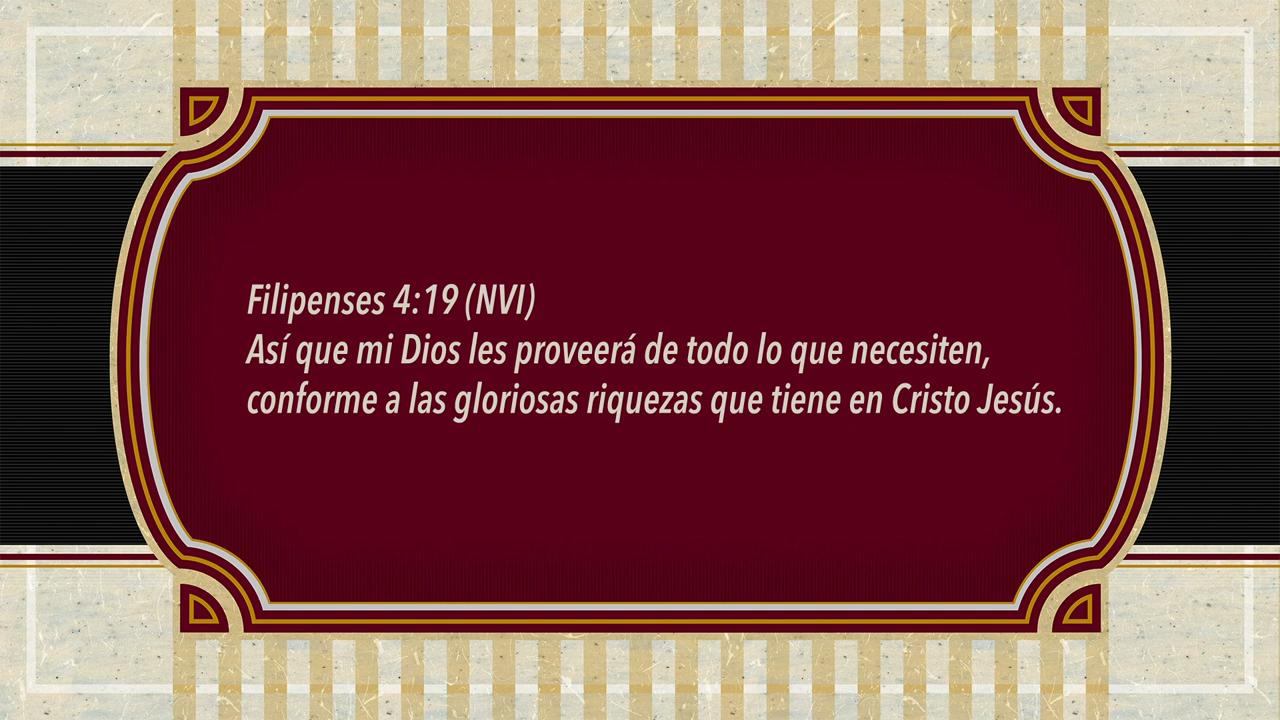 Filipenses 4:19 (NVI)
Así que mi Dios les proveerá de todo lo que necesiten,
conforme a las gloriosas riquezas que tiene en Cristo Jesús.